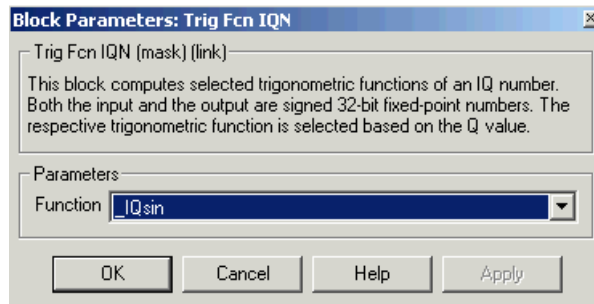 Block Parameters: Trig Fcn IQN
Trig Fcn IQN (mask) (link)
This block computes selected trigonometric functions of an IQ number.
Both the input and the output are signed 32-bit fixed-point numbers. The
respective trigonometric function is selected based on the Q value.
Parameters
Function _IQsin
OK Cancel Help Apply